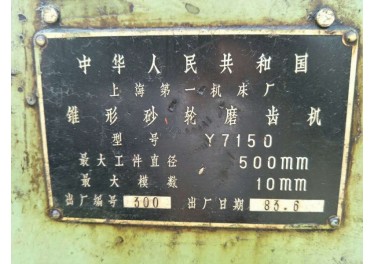 中华人民共和国
上海第一机床厂
锥形砂轮磨齿机
型号 Y7150
最大工件直径 500mm
最大模数 10mm
出厂编号 300 出厂日期 83.6